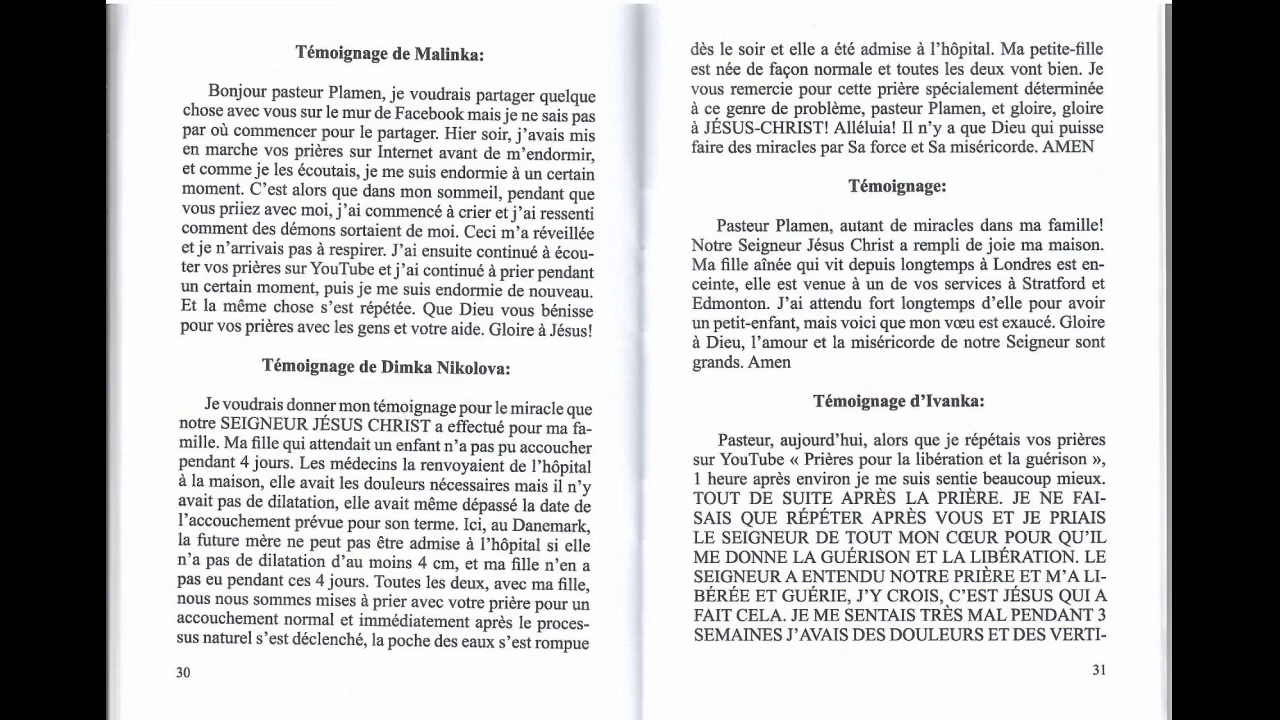 Témoignage de Malinka:
Bonjour pasteur Plamen, je voudrais partager quelque
chose avec vous sur le mur de Facebook mais je ne sais pas
par où commencer pour le partager. Hier soir, j'avais mis
en marche vos prières sur Internet avant de m'endormir,
et comme je les écoutais, je me suis endormie à un certain
moment. C'est alors que dans mon sommeil, pendant que
vous priiez avec moi, j'ai commencé à crier et j'ai ressenti
comment des démons sortaient de moi. Ceci m'a réveillée
et je n'arrivais pas à respirer. J'ai ensuite continué à écou-
ter vos prières sur YouTube et j'ai continué à prier pendant
un certain moment, puis je me suis endormie de nouveau.
Et la même chose s'est répétée. Que Dieu vous bénisse
pour vos prières avec les gens et votre aide. Gloire à Jésus!
Témoignage de Dimka Nikolova:
Je voudrais donner mon témoignage pour le miracle que
notre SEIGNEUR JÉSUS CHRIST a effectué pour ma fa-
mille. Ma fille qui attendait un enfant n'a pas pu accoucher
pendant 4 jours. Les médecins la renvoyaient de l'hôpital
à la maison, elle avait les douleurs nécessaires mais il n'y
avait pas de dilatation, elle avait même dépassé la date de
l'accouchement prévue pour son terme. Ici, au Danemark,
la future mère ne peut pas être admise à l'hôpital si elle
n'a pas de dilatation d'au moins 4 cm, et ma fille n'en a
pas eu pendant ces 4 jours. Toutes les deux, avec ma fille,
nous nous sommes mises à prier avec votre prière pour un
accouchement normal et immédiatement après le proces-
sus naturel s'est déclenché, la poche des eaux s'est rompue
30
dès le soir et elle a été admise à l'hôpital. Ma petite-fille
est née de façon normale et toutes les deux vont bien. Je
vous remercie pour cette prière spécialement déterminée
à ce genre de problème, pasteur Plamen, et gloire, gloire
à JÉSUS-CHRIST! Alléluia! Il n'y a que Dieu qui puisse
faire des miracles par Sa force et Sa miséricorde. AMEN
Témoignage:
Pasteur Plamen, autant de miracles dans ma famille!
Notre Seigneur Jésus Christ a rempli de joie ma maison.
Ma fille aînée qui vit depuis longtemps à Londres est en-
ceinte, elle est venue à un de vos services à Stratford et
Edmonton. J'ai attendu fort longtemps d'elle pour avoir
un petit-enfant, mais voici que mon vœu est exaucé. Gloire
à Dieu, l'amour et la miséricorde de notre Seigneur sont
grands. Amen
Témoignage d'Ivanka:
Pasteur, aujourd'hui, alors que je répétais vos prières
sur YouTube « Prières pour la libération et la guérison »,
1 heure après environ je me suis sentie beaucoup mieux.
TOUT DE SUITE APRÈS LA PRIÈRE. JE NE FAI-
SAIS QUE RÉPÉTER APRÈS VOUS ET JE PRIAIS
LE SEIGNEUR DE TOUT MON CŒUR POUR QU'IL
ME DONNE LA GUÉRISON ET LA LIBÉRATION. LE
SEIGNEUR A ENTENDU NOTRE PRIÈRE ET M'A LI-
BÉRÉE ET GUÉRIE, J'Y CROIS, C'EST JÉSUS QUI A
FAIT CELA. JE ME SENTAIS TRÈS MAL PENDANT 3
SEMAINES J'AVAIS DES DOULEURS ET DES VERTI-
31